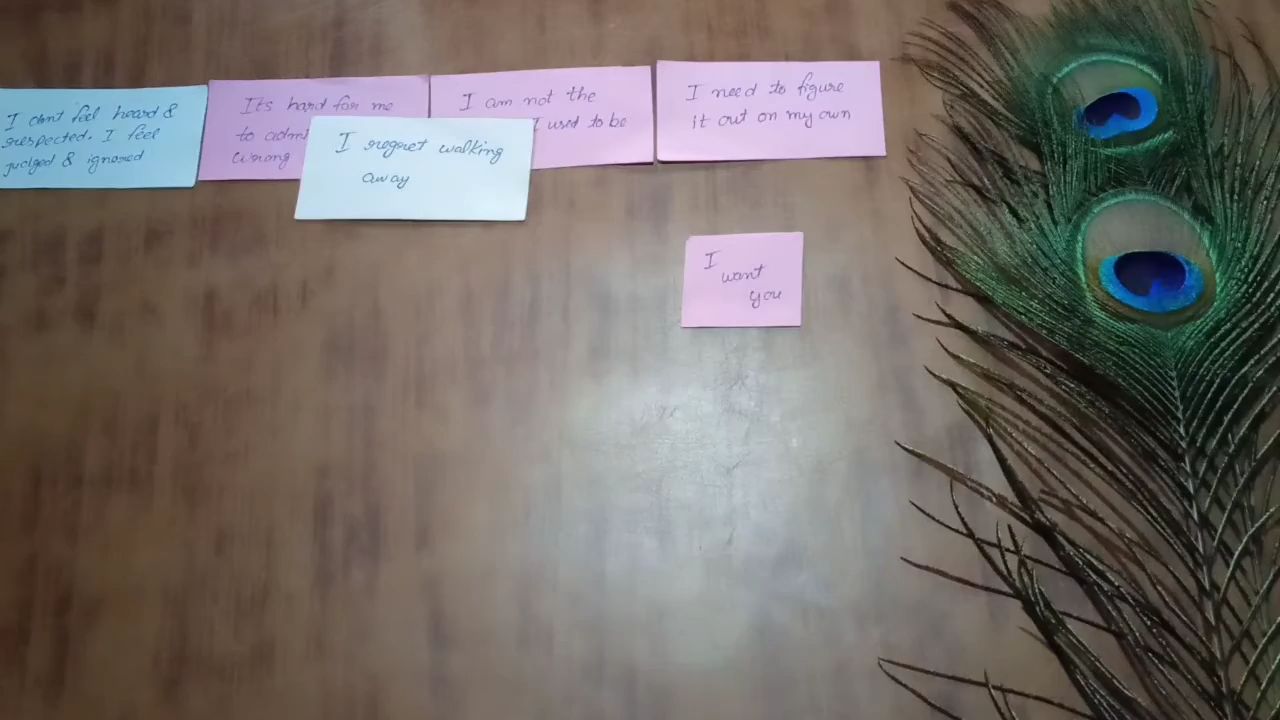 I dont feel heard &
respected. I feel
judged & ignored
Its hard for me
to admi
wrong
I am not the
I used to be
I need to figure
it out on my own
I regret walking
away
I
want
you